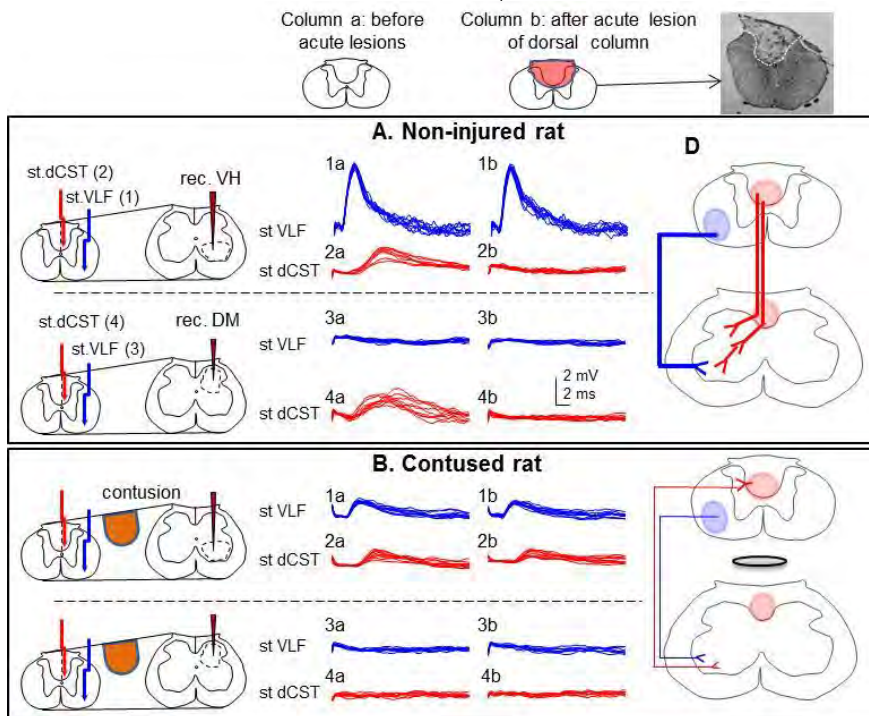 Column a: before
acute lesions
Column b: after acute lesion
of dorsal column
A. Non-injured rat
D
st.dCST (2)
st.VLF (1)
rec. VH
1a
1b
st VLF
2a
2b
st dCST
st.dCST (4)
st.VLF (3)
rec. DM
3a
3b
st VLF
2 mV
2 ms
4a
4b
st dCST
B. Contused rat
contusion
1a
1b
st VLF
2a
2b
st dCST
3a
3b
st VLF
4a
4b
st dCST